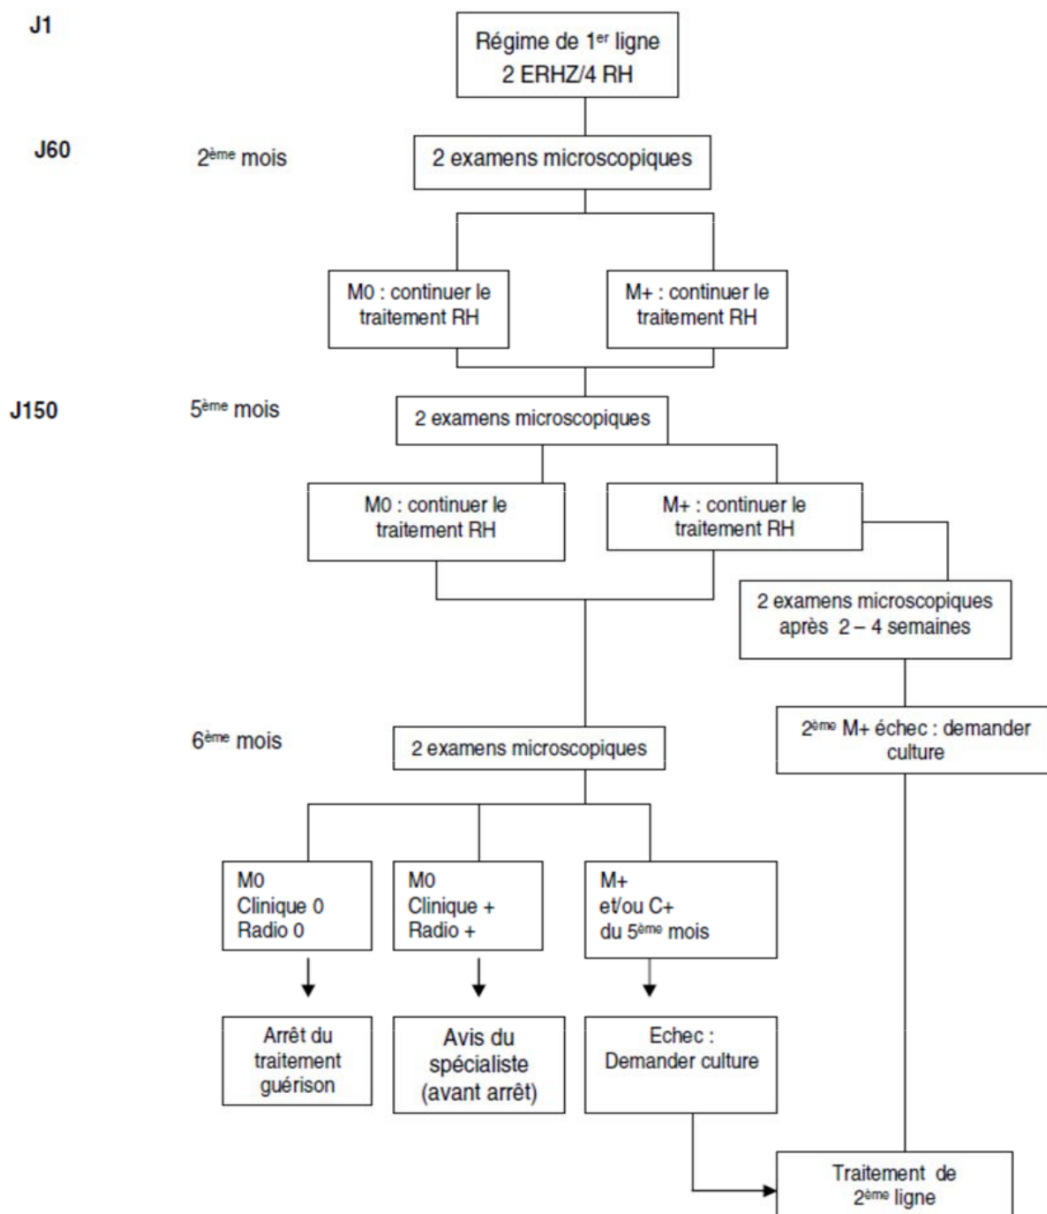 J1
Régime de 1er ligne
2 ERHZ/4 RH
J60
2ème mois
2 examens microscopiques
M0 : continuer le
traitement RH
M+ : continuer le
traitement RH
J150
5ème mois
2 examens microscopiques
M0 : continuer le
traitement RH
M+ : continuer le
traitement RH
2 examens microscopiques
après 2 – 4 semaines
2ème M+ échec : demander
culture
6ème mois
2 examens microscopiques
M0
Clinique 0
Radio 0
M0
Clinique +
Radio +
M+
et/ou C+
du 5ème mois
Arrêt du
traitement
guérison
Avis du
spécialiste
(avant arrêt)
Echec :
Demander culture
Traitement de
2ème ligne